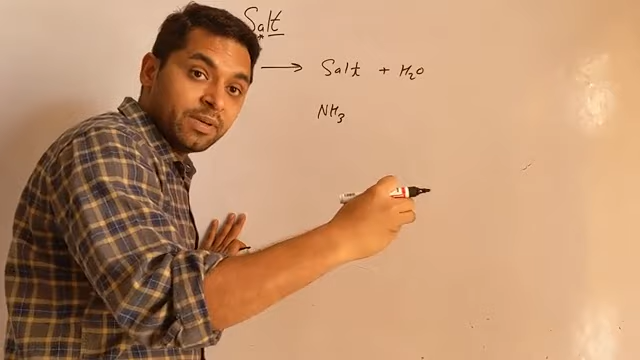 Salt
→ Salt + H₂O
NH₃